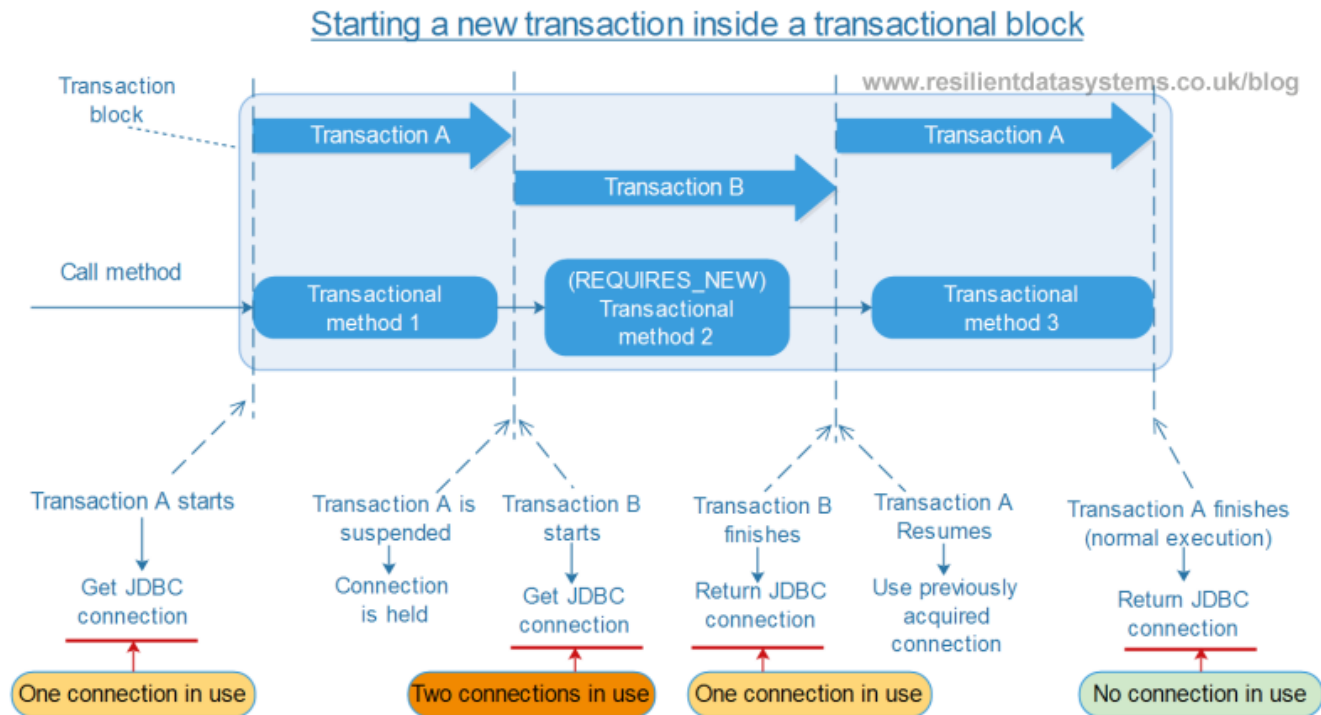 Starting a new transaction inside a transactional block
www.resilientdatasystems.co.uk/blog
Transaction
block
Transaction A
Transaction A
Transaction B
Call method
Transactional
method 1
(REQUIRES_NEW)
Transactional
method 2
Transactional
method 3
Transaction A starts
Get JDBC
connection
One connection in use
Transaction A is
suspended
Connection
is held
Transaction B
starts
Get JDBC
connection
Two connections in use
Transaction B
finishes
Return JDBC
connection
One connection in use
Transaction A
Resumes
Use previously
acquired
connection
Transaction A finishes
(normal execution)
Return JDBC
connection
No connection in use